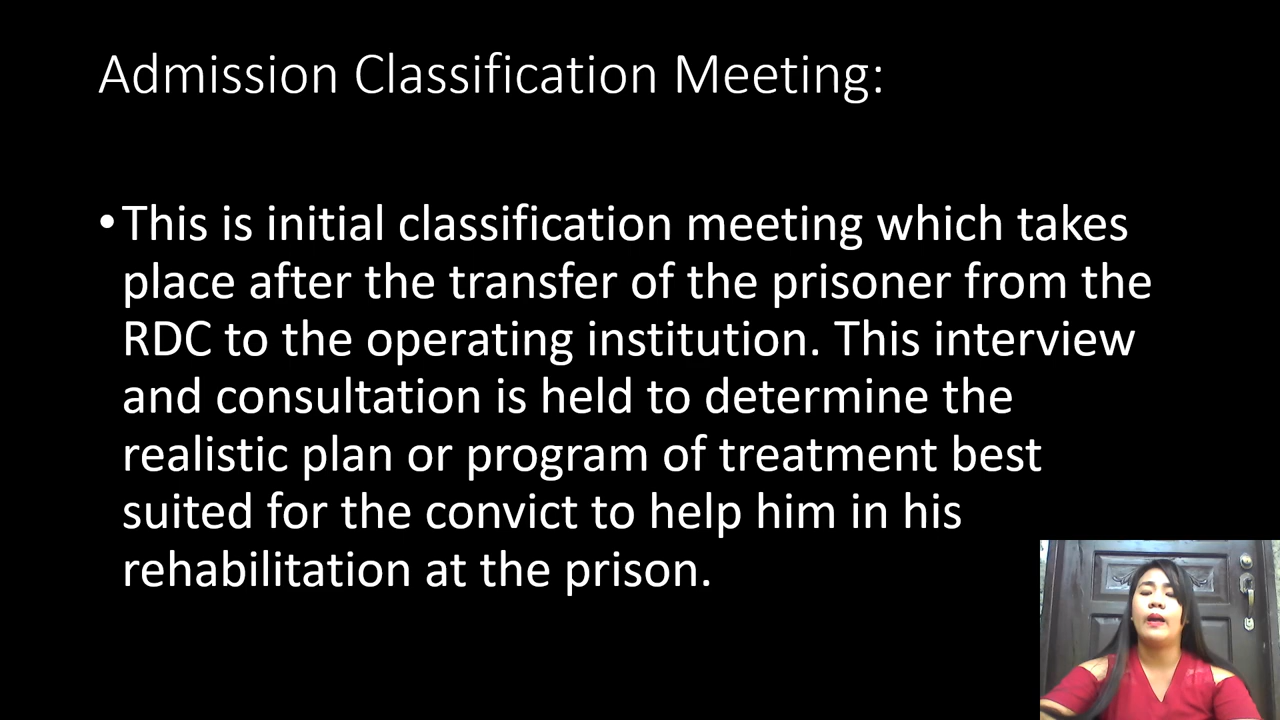 Admission Classification Meeting:
•This is initial classification meeting which takes
place after the transfer of the prisoner from the
RDC to the operating institution. This interview
and consultation is held to determine the
realistic plan or program of treatment best
suited for the convict to help him in his
rehabilitation at the prison.